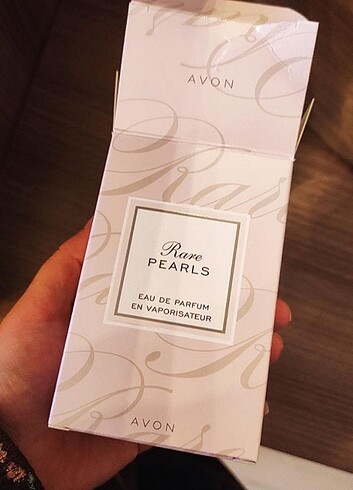 AVON
Rare
PEARLS
EAU DE PARFUM
EN VAPORISATEUR
AVON